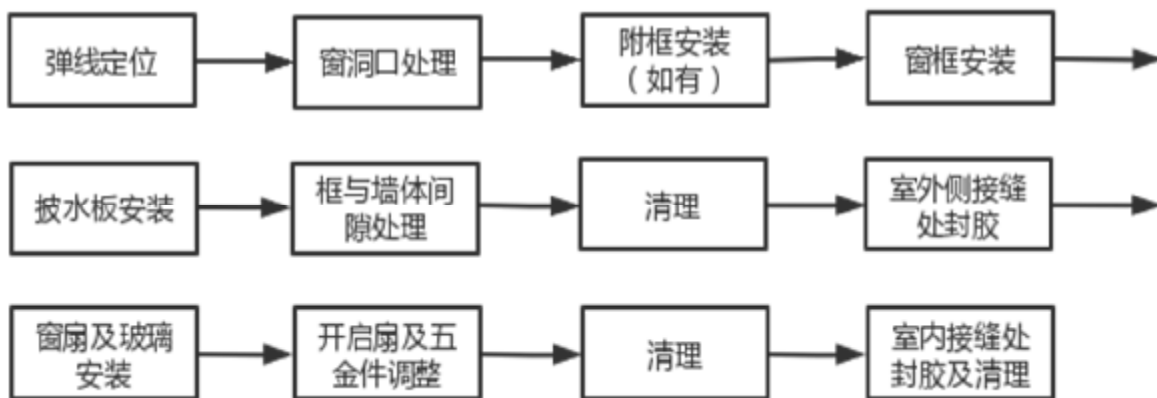 弹线定位
窗洞口处理
附框安装
（如有）
窗框安装
披水板安装
框与墙体间
隙处理
清理
室外侧接缝
处封胶
窗扇及玻璃
安装
开启扇及五
金件调整
清理
室内接缝处
封胶及清理